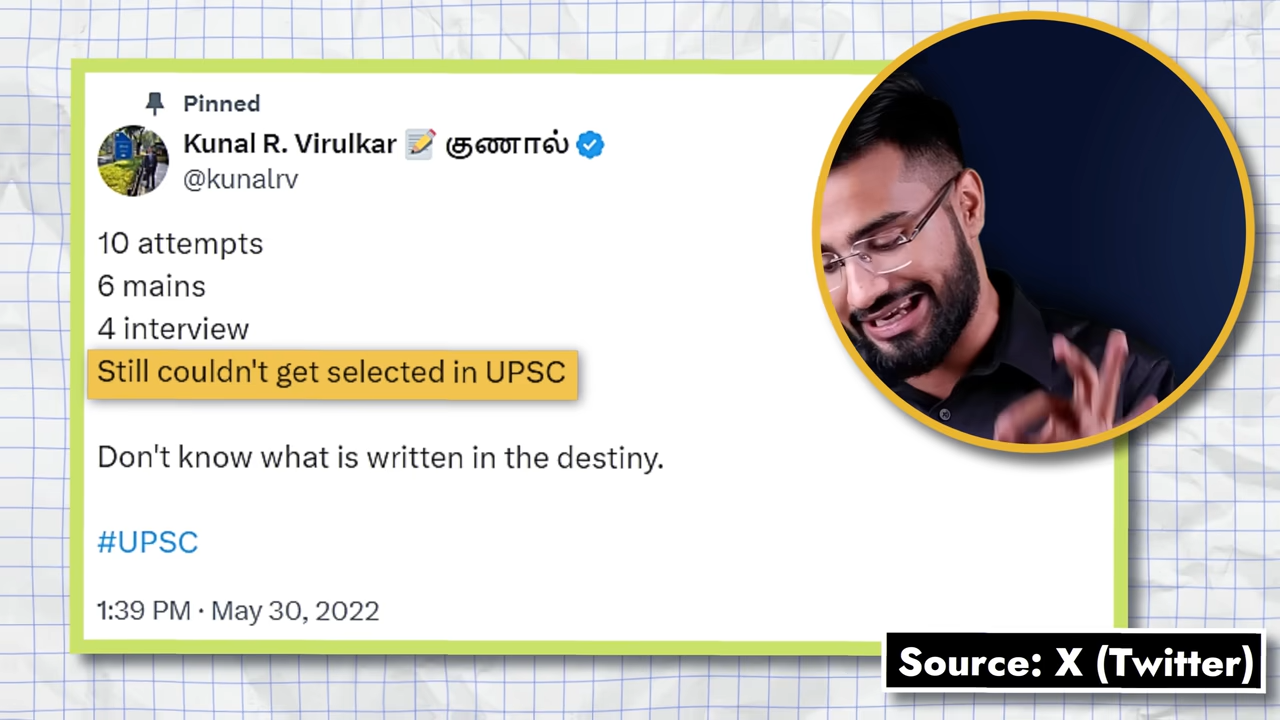 Pinned
Kunal R. Virulkar 📝 குணால்
@kunalrv
10 attempts
6 mains
4 interview
Still couldn't get selected in UPSC
Don't know what is written in the destiny.
#UPSC
1:39 PM · May 30, 2022
Source: X (Twitter)